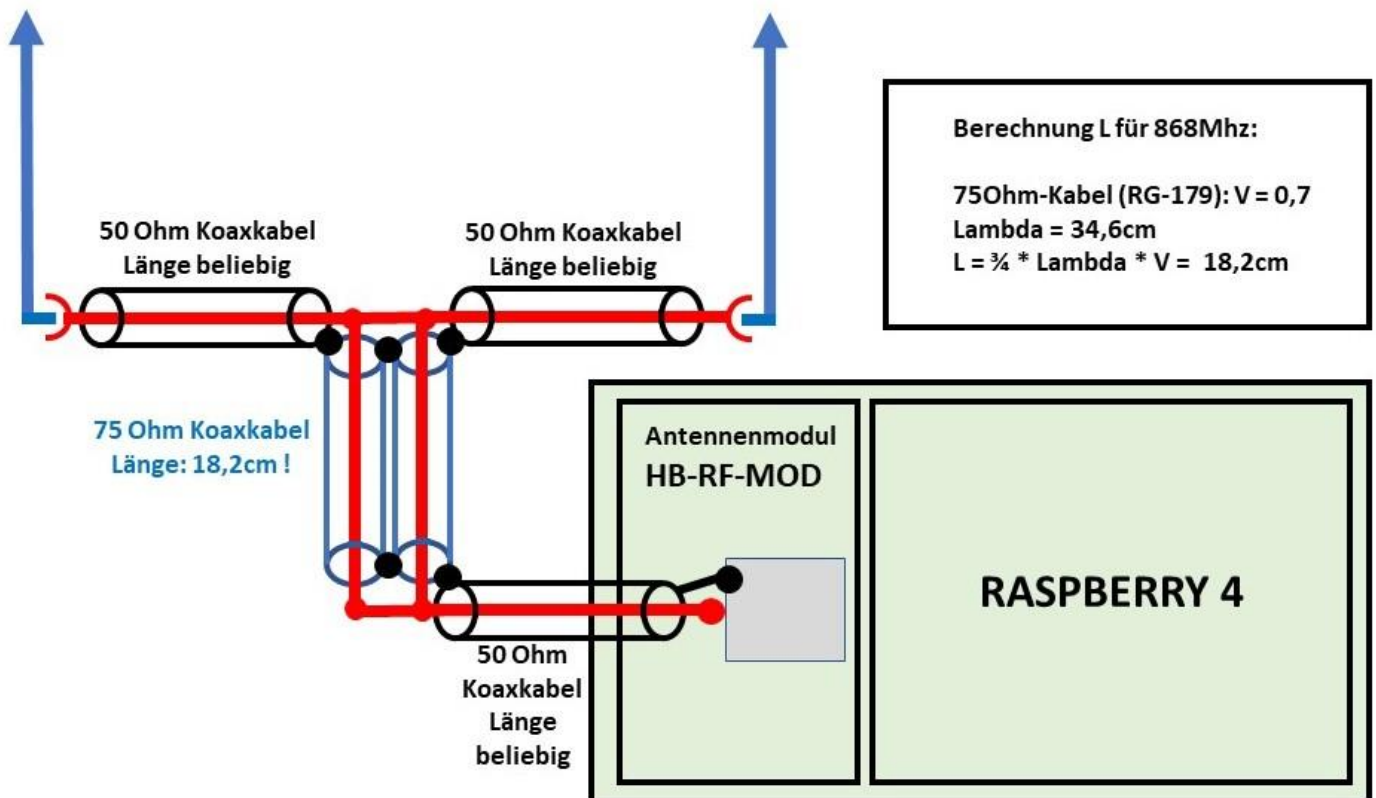 50 Ohm Koaxkabel
Länge beliebig
50 Ohm Koaxkabel
Länge beliebig
Berechnung L für 868Mhz:
75Ohm-Kabel (RG-179): V = 0,7
Lambda = 34,6cm
L = ¾ * Lambda * V =  18,2cm
75 Ohm Koaxkabel
Länge: 18,2cm !
Antennenmodul
HB-RF-MOD
RASPBERRY 4
50 Ohm
Koaxkabel
Länge
beliebig